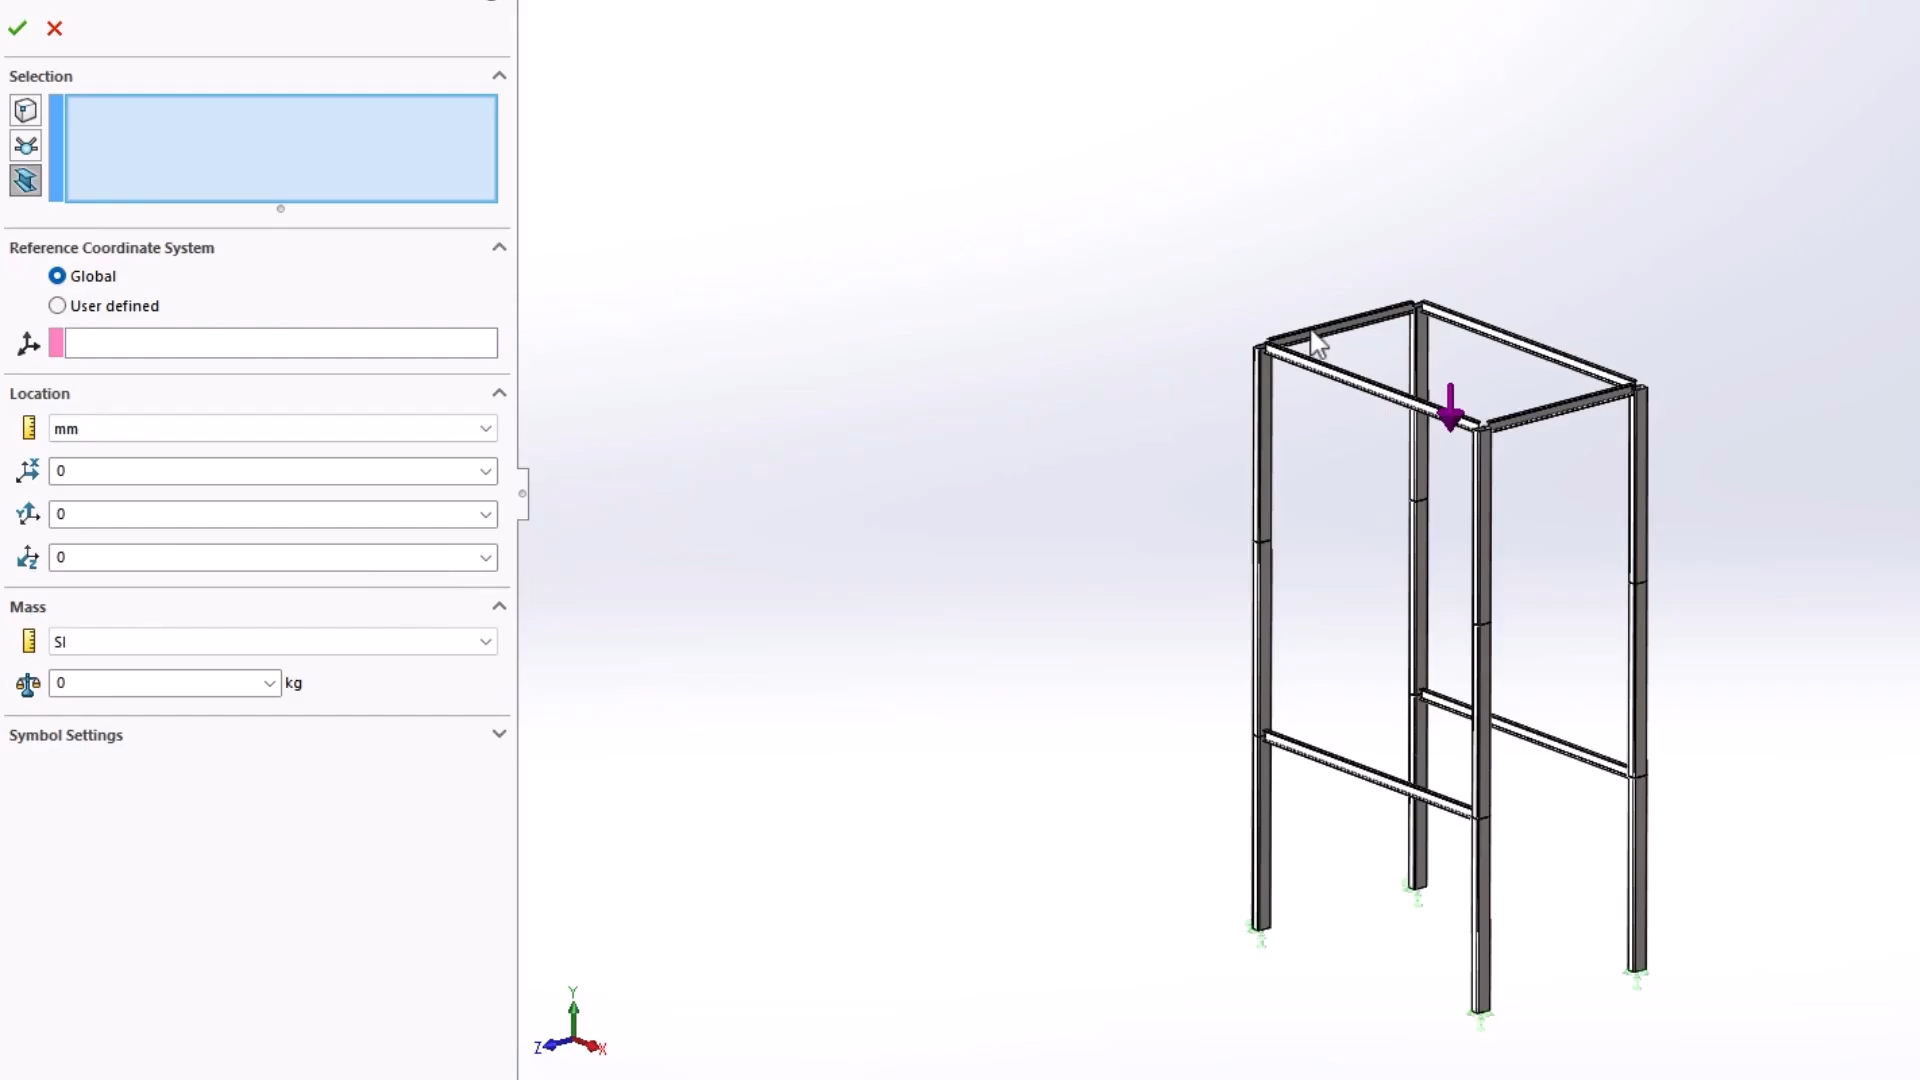 Selection
Reference Coordinate System
Global
User defined
Location
mm
0
0
0
Mass
SI
0 kg
Symbol Settings
Y
Z X